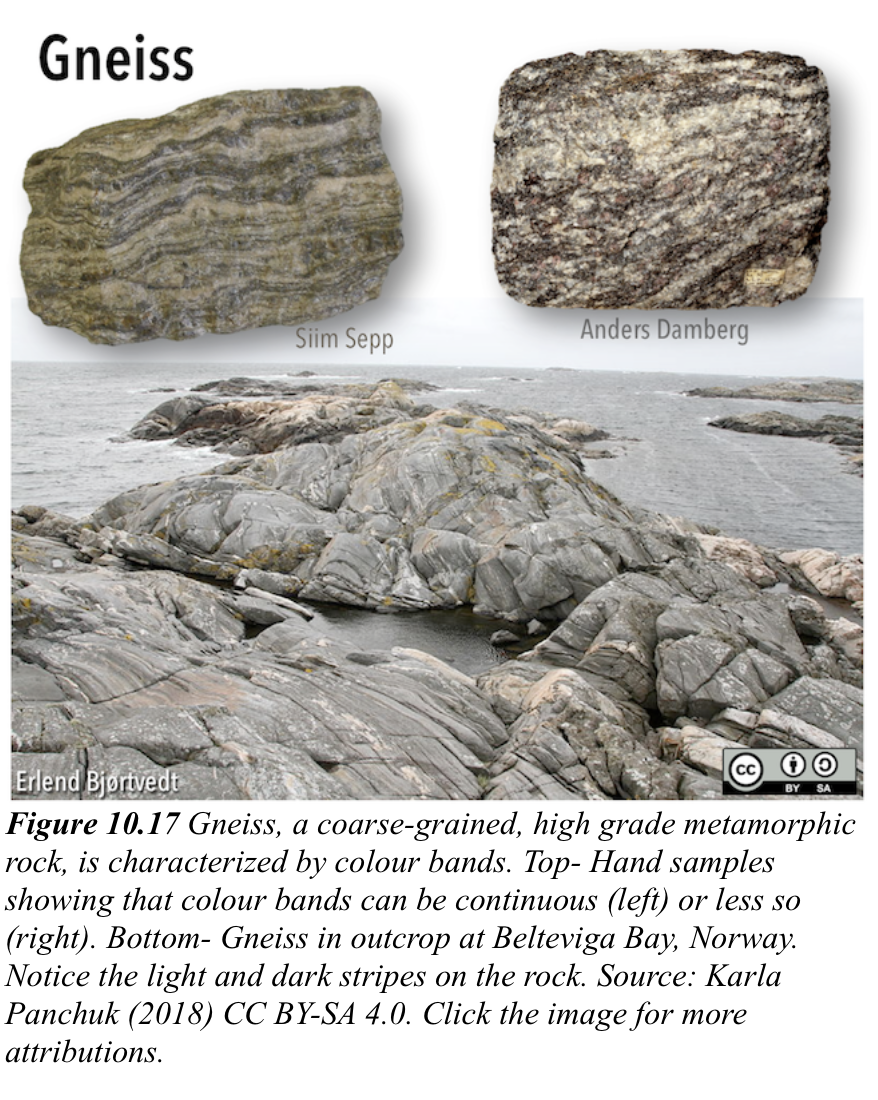 Gneiss
Siim Sepp
Anders Damberg
Erlend Bjørtvedt
cc
BY SA
Figure 10.17 Gneiss, a coarse-grained, high grade metamorphic
rock, is characterized by colour bands. Top- Hand samples
showing that colour bands can be continuous (left) or less so
(right). Bottom- Gneiss in outcrop at Belteviga Bay, Norway.
Notice the light and dark stripes on the rock. Source: Karla
Panchuk (2018) CC BY-SA 4.0. Click the image for more
attributions.